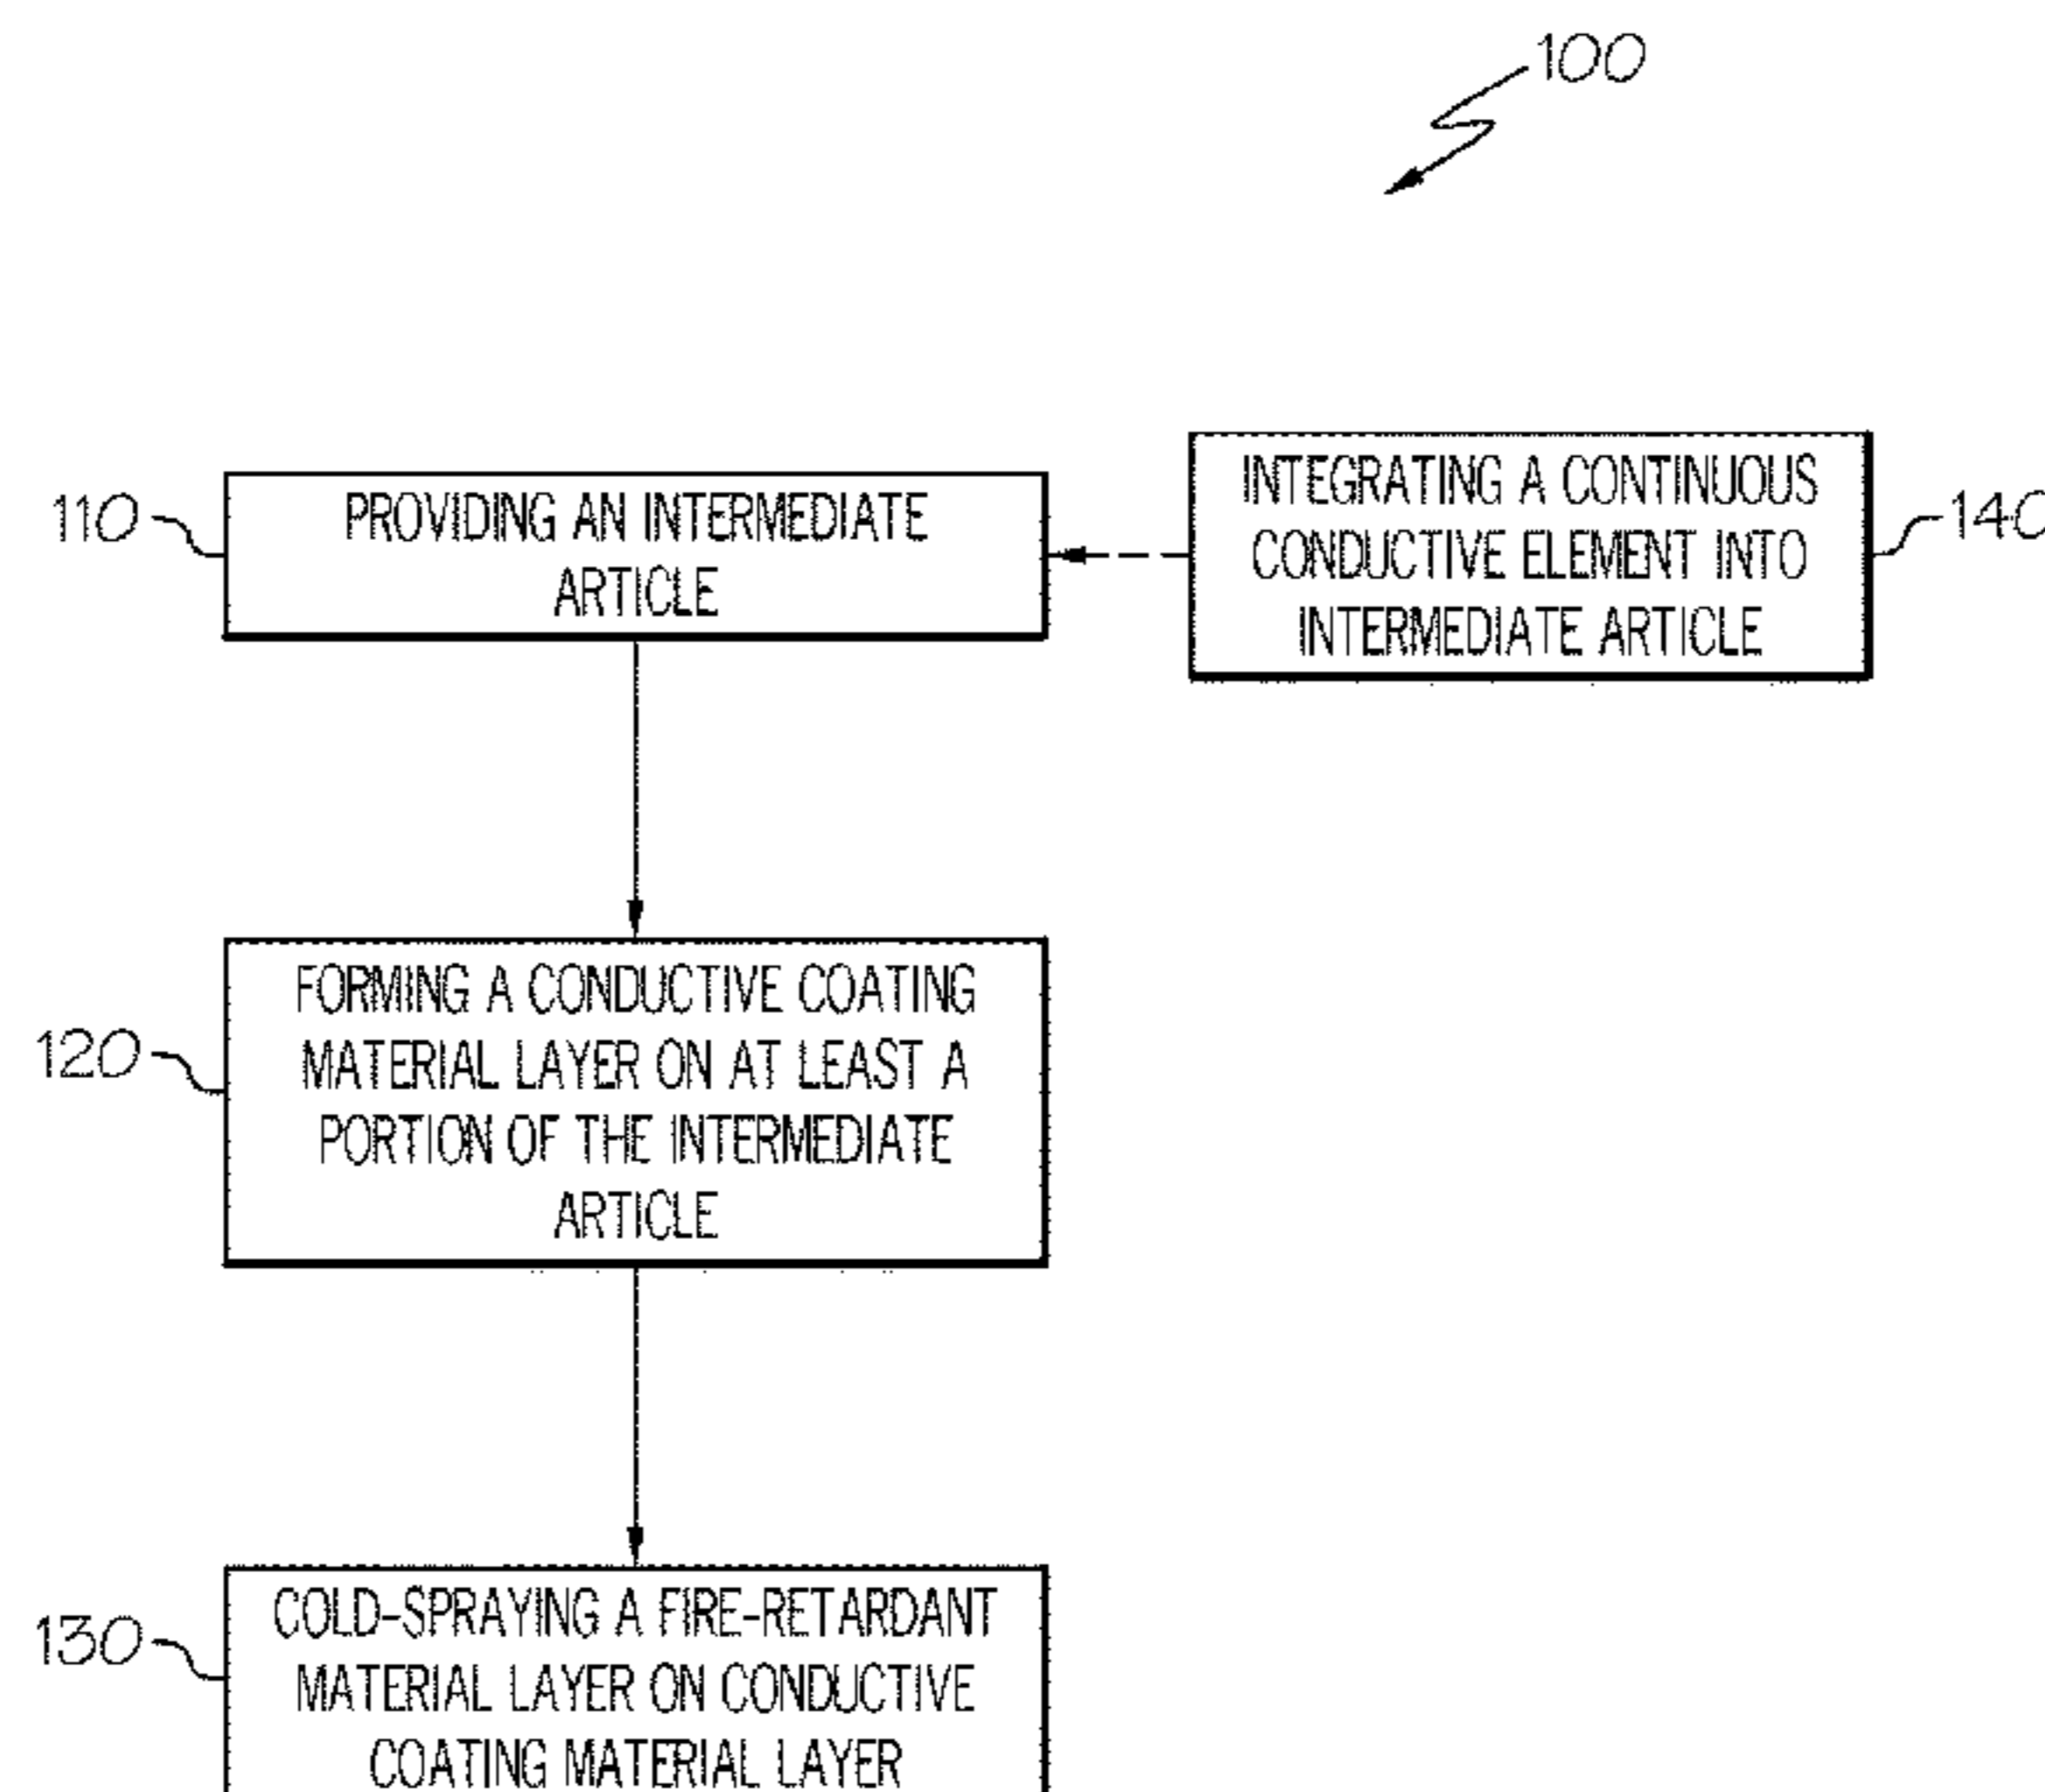 100
110
PROVIDING AN INTERMEDIATE
ARTICLE
INTEGRATING A CONTINUOUS
CONDUCTIVE ELEMENT INTO
INTERMEDIATE ARTICLE
140
120
FORMING A CONDUCTIVE COATING
MATERIAL LAYER ON AT LEAST A
PORTION OF THE INTERMEDIATE
ARTICLE
130
COLD-SPRAYING A FIRE-RETARDANT
MATERIAL LAYER ON CONDUCTIVE
COATING MATERIAL LAYER